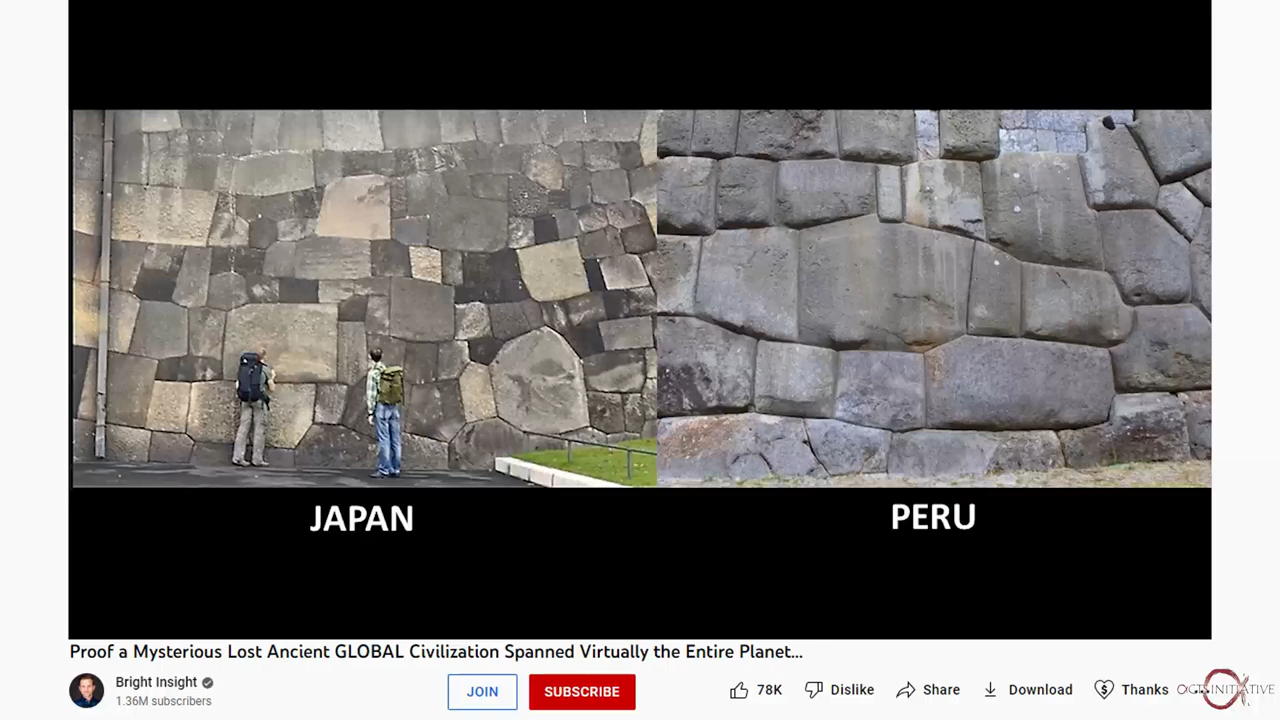 JAPAN
PERU
Proof a Mysterious Lost Ancient GLOBAL Civilization Spanned Virtually the Entire Planet...
Bright Insight
1.36M subscribers
JOIN
SUBSCRIBE
78K
Dislike
Share
Download
Thanks